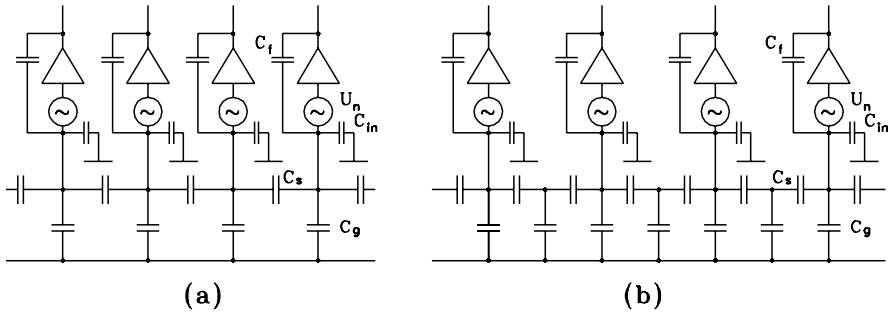 C_f C_f
U_n U_n
C_in C_in
C_s C_s
C_g C_g
~ ~ ~ ~ ~ ~ ~ ~
(a) (b)